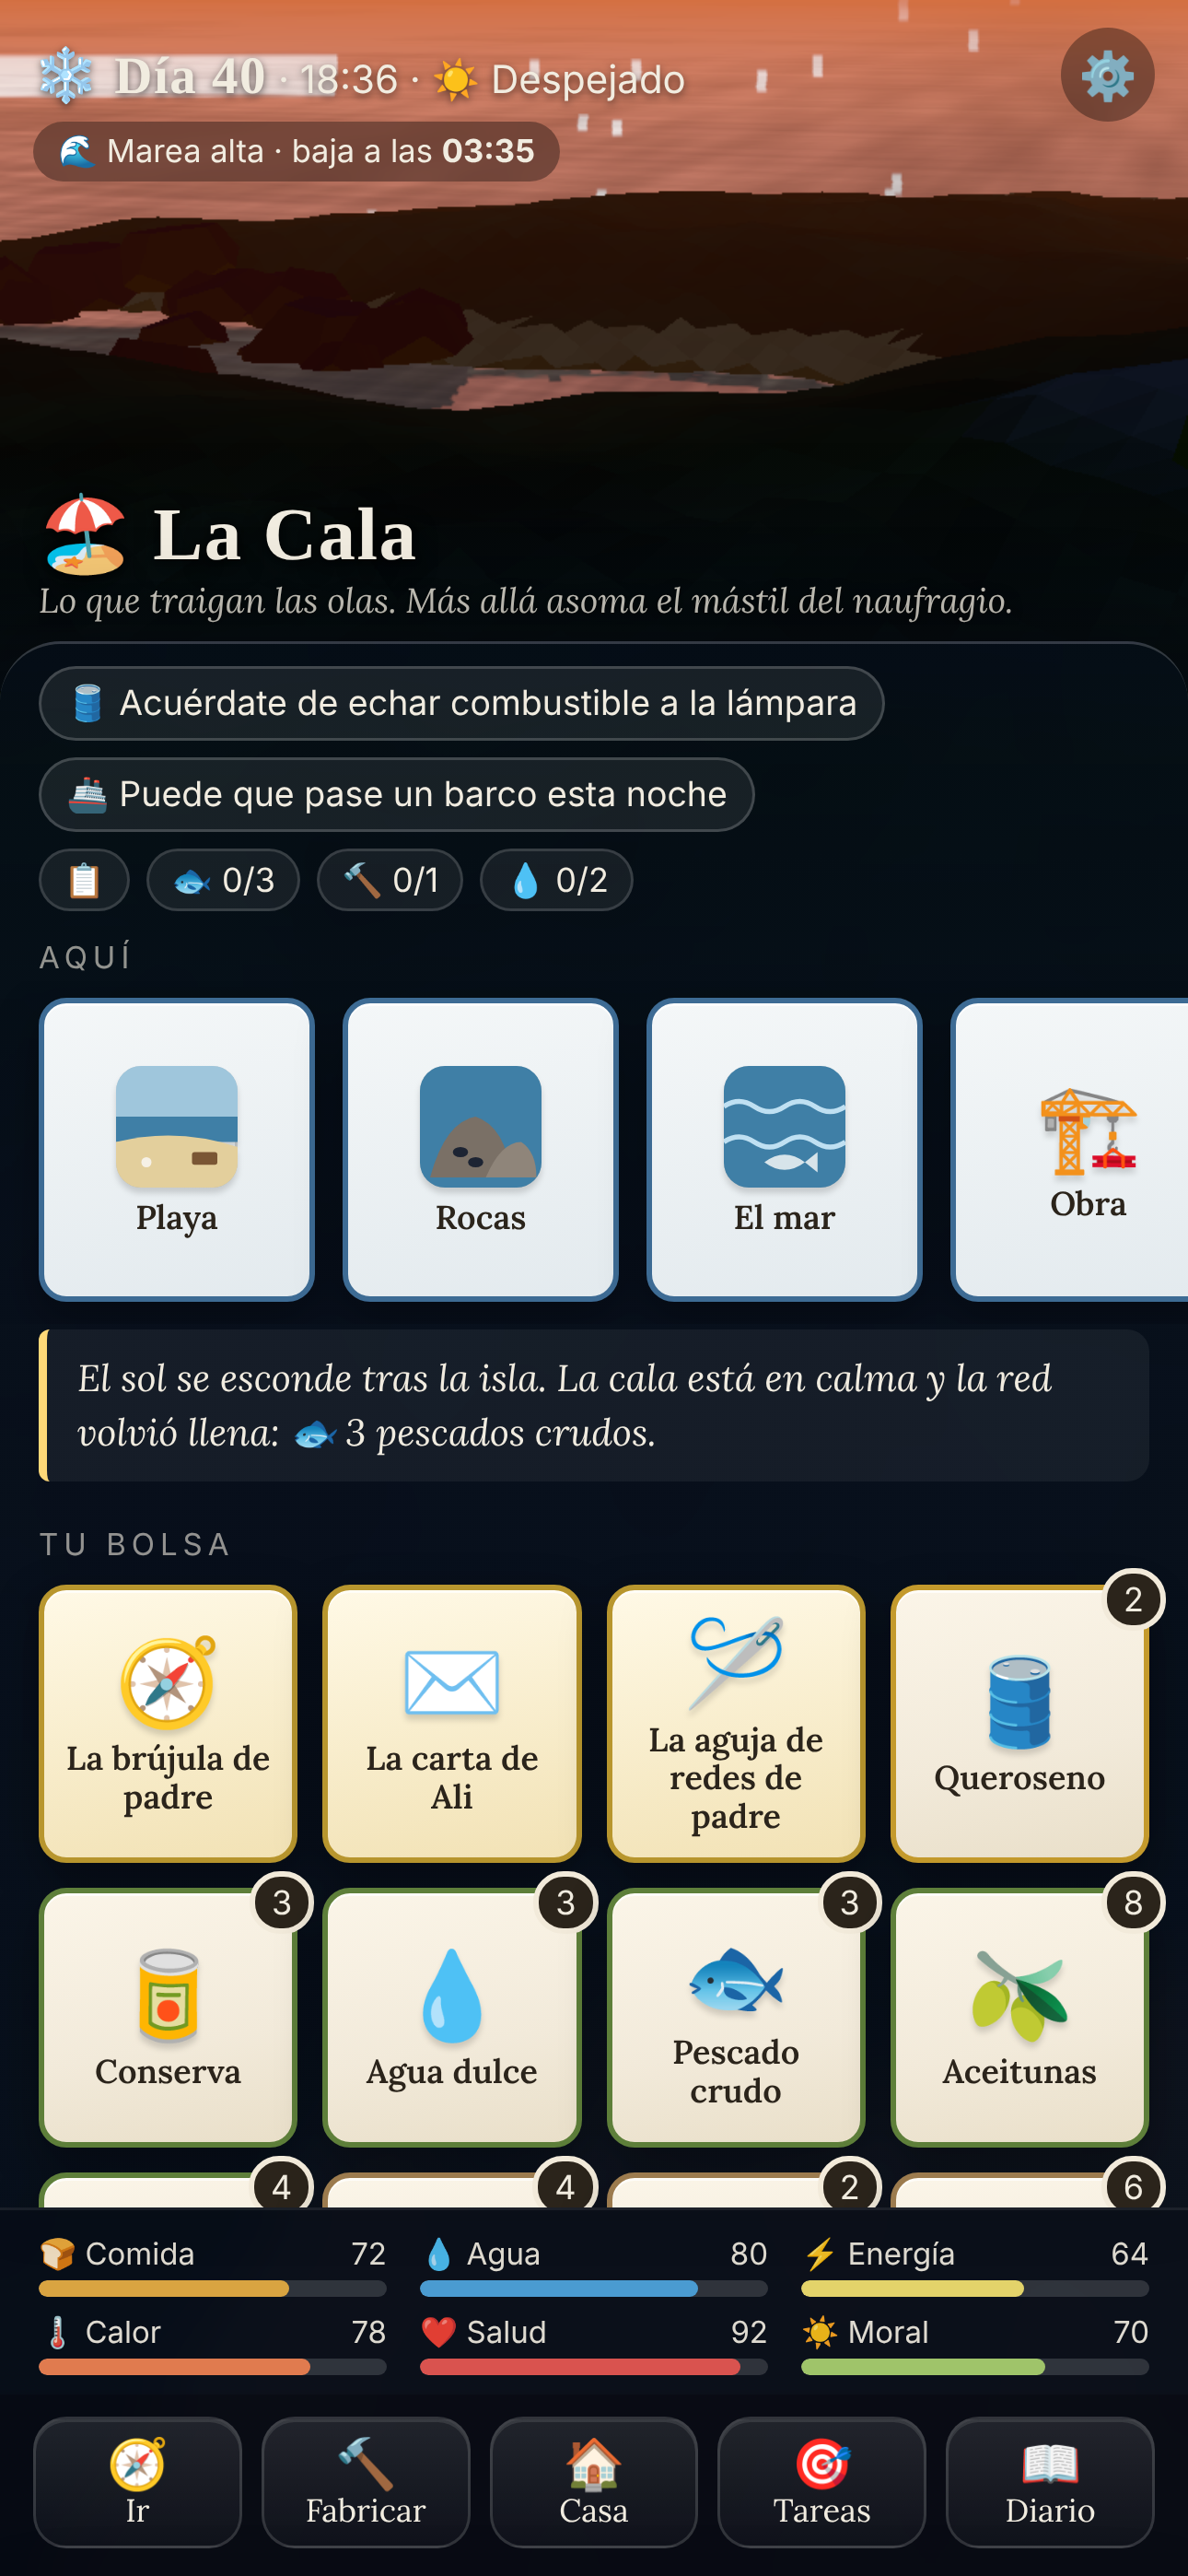 Día 40 · 18:36 · Despejado
Marea alta · baja a las 03:35
La Cala
Lo que traigan las olas. Más allá asoma el mástil del naufragio.
Acuérdate de echar combustible a la lámpara
Puede que pase un barco esta noche
0/3 0/1 0/2
AQUÍ
Playa Rocas El mar Obra
El sol se esconde tras la isla. La cala está en calma y la red
volvió llena: 3 pescados crudos.
TU BOLSA
2
La brújula de
padre
La carta de
Ali
La aguja de
redes de
padre
Queroseno
3 3 3 8
Conserva
Agua dulce
Pescado
crudo
Aceitunas
4 4 2 6
Comida 72 Agua 80 Energía 64
Calor 78 Salud 92 Moral 70
Ir Fabricar Casa Tareas Diario